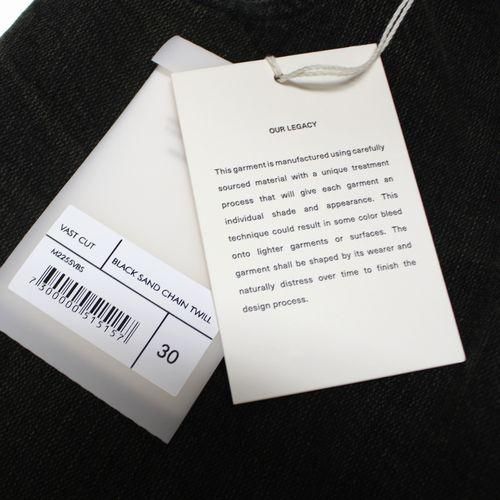 OUR LEGACY
This garment is manufactured using carefully
sourced material with a unique treatment
process that will give each garment an
individual shade and appearance. This
technique could result in some color bleed
onto lighter garments or surfaces. The
garment shall be shaped by its wearer and
naturally distress over time to finish the
design process.
VAST CUT
BLACK SAND CHAIN TWILL
M2255VBS
7300000515157
30